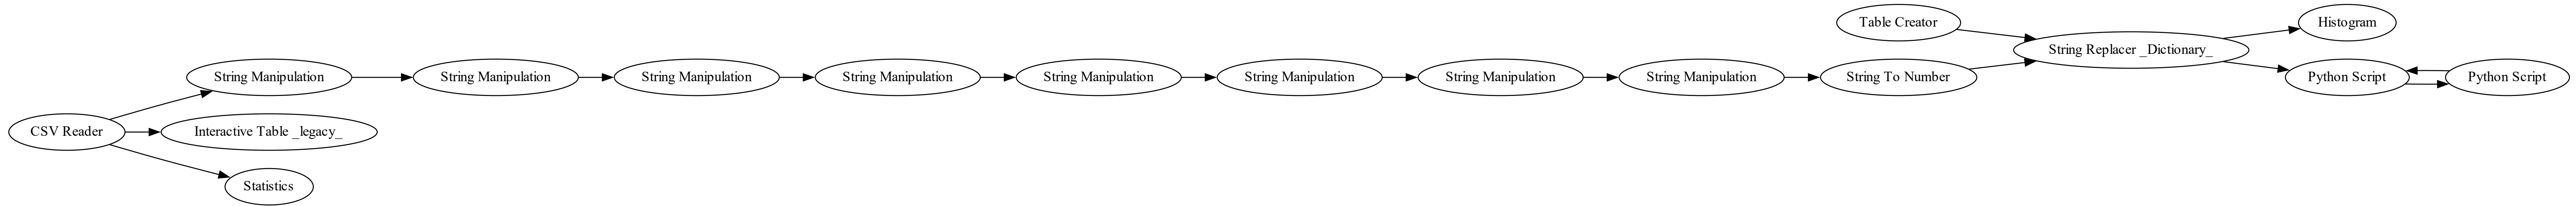 Table Creator
Histogram
String Replacer _Dictionary_
String Manipulation
String Manipulation
String Manipulation
String Manipulation
String Manipulation
String Manipulation
String Manipulation
String Manipulation
String To Number
Python Script
Python Script
CSV Reader
Interactive Table _legacy_
Statistics